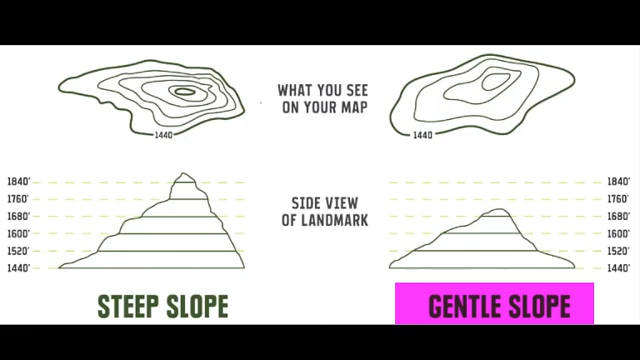 WHAT YOU SEE
ON YOUR MAP
1440
1440
1840'
1760'
1680'
1600'
1520'
1440'
SIDE VIEW
OF LANDMARK
1840'
1760'
1680'
1600'
1520'
1440'
STEEP SLOPE
GENTLE SLOPE